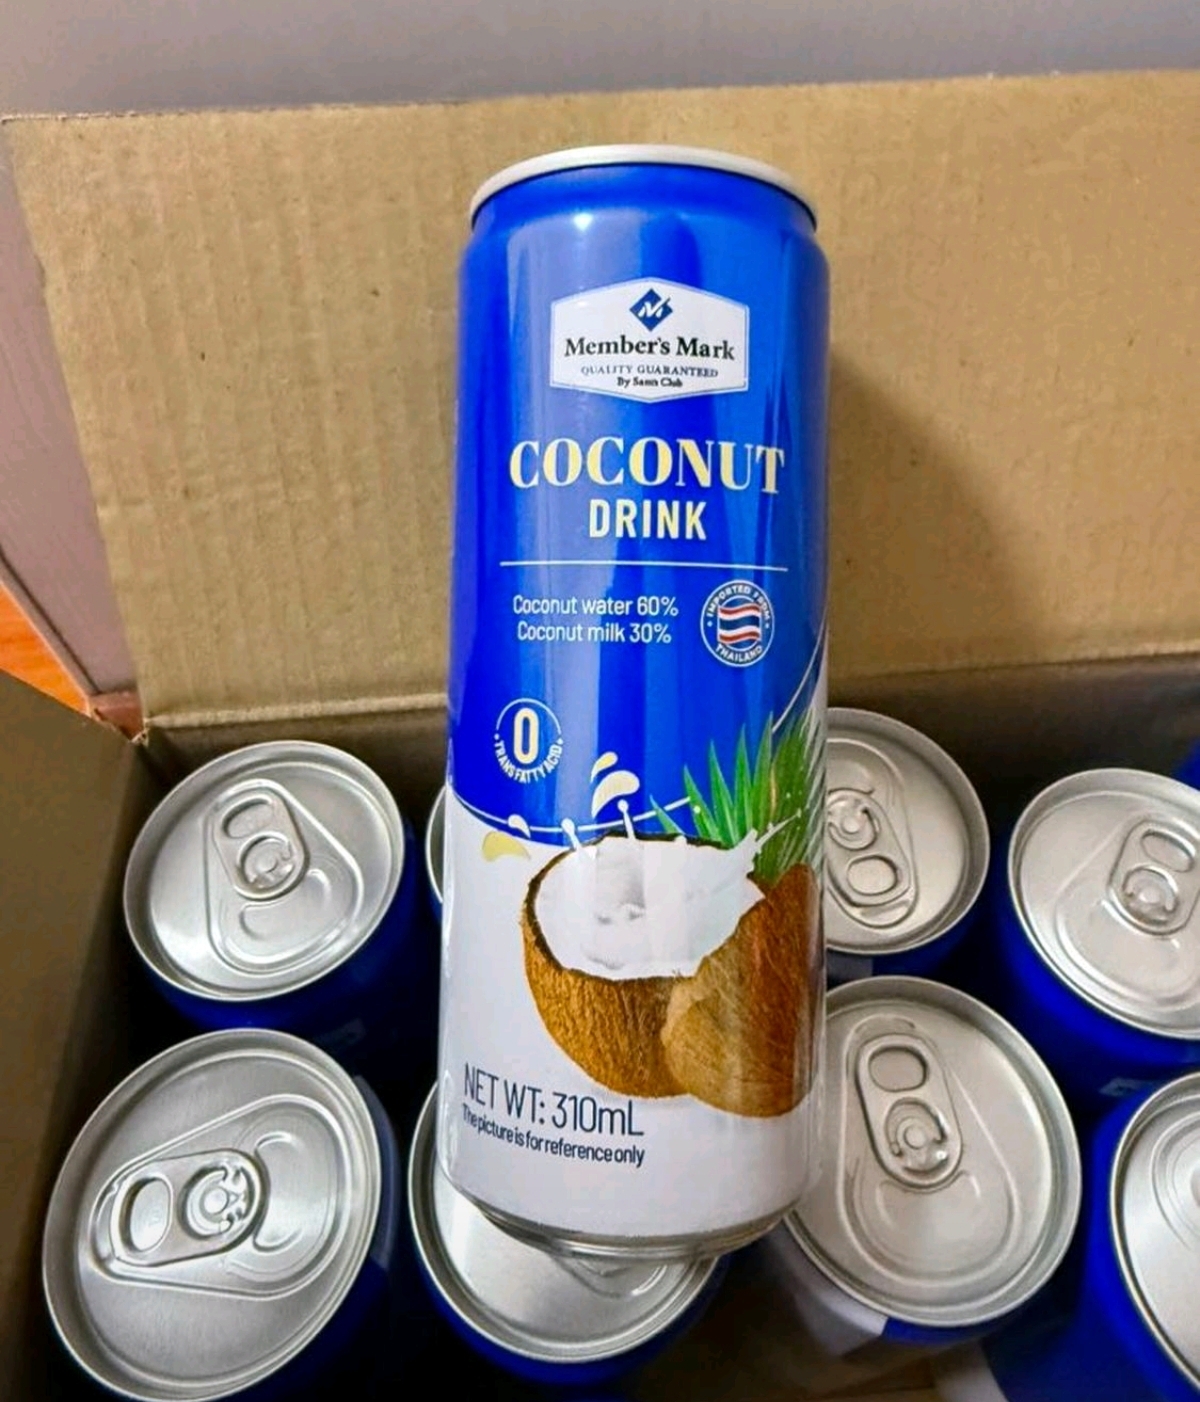 Member's Mark
QUALITY GUARANTEED
By Sam's Club
COCONUT
DRINK
Coconut water 60%
Coconut milk 30%
IMPORTED FROM
THAILAND
0
TRANS FATTY ACID
NET WT: 310mL
The picture is for reference only